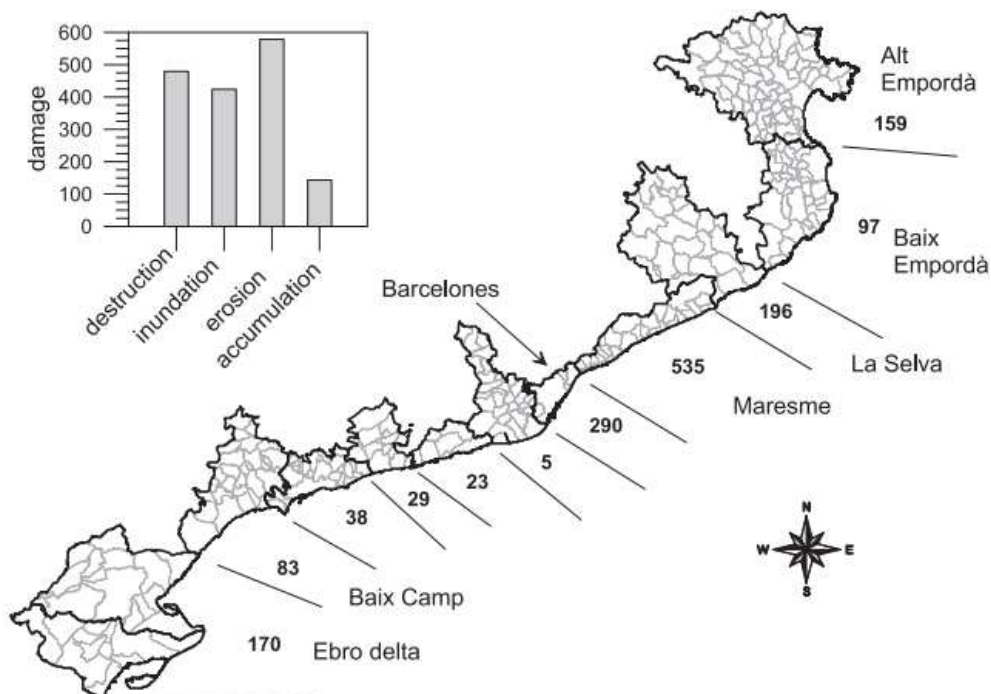 600
500
400
300
200
100
0
damage
destruction
inundation
erosion
accumulation
Alt
Empordà
159
97
Baix
Empordà
Barcelones
196
La Selva
535
Maresme
290
5
23
29
38
83
Baix Camp
170
Ebro delta
N
W
E
S